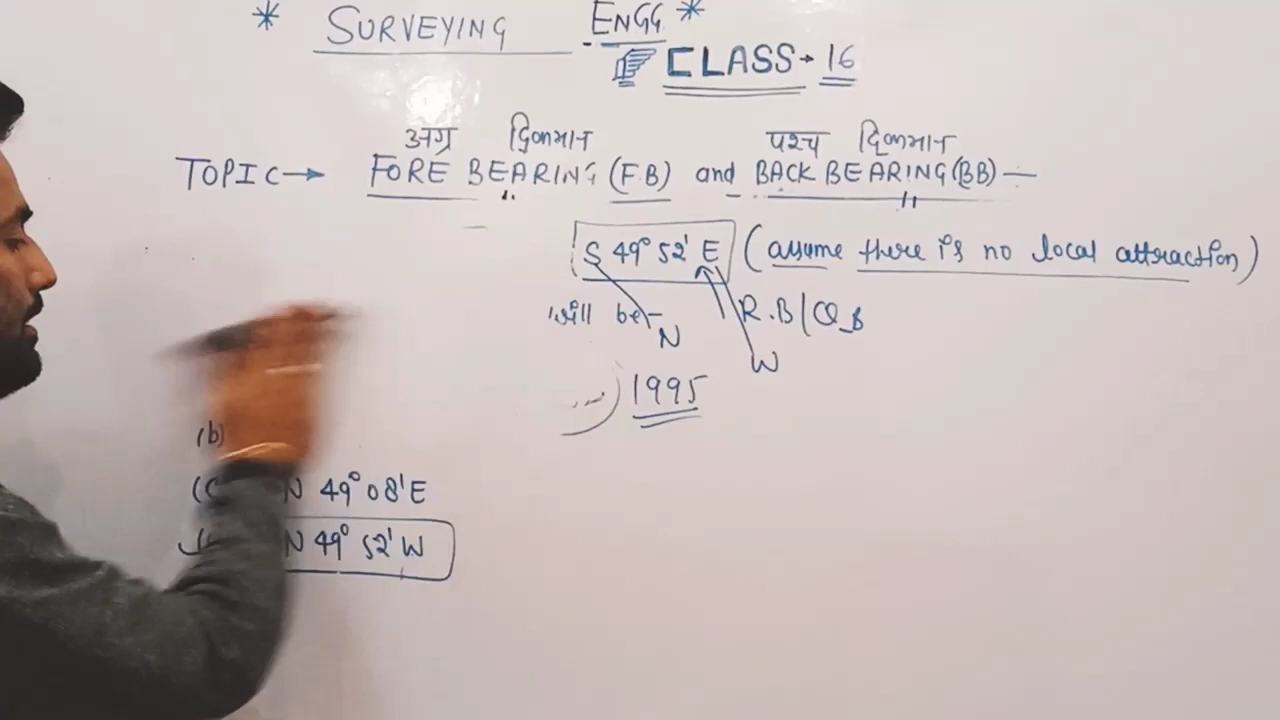 * SURVEYING ENGG *
CLASS → 16
अग्र दिक्मान पश्च दिक्मान
TOPIC → FORE BEARING (F.B) and BACK BEARING (BB) —
S 49° 52' E (assume there is no local attraction)
will be:- N R.B/Q.B
W
1995
(b)
(C N 49° 08' E
N 49° 52' W